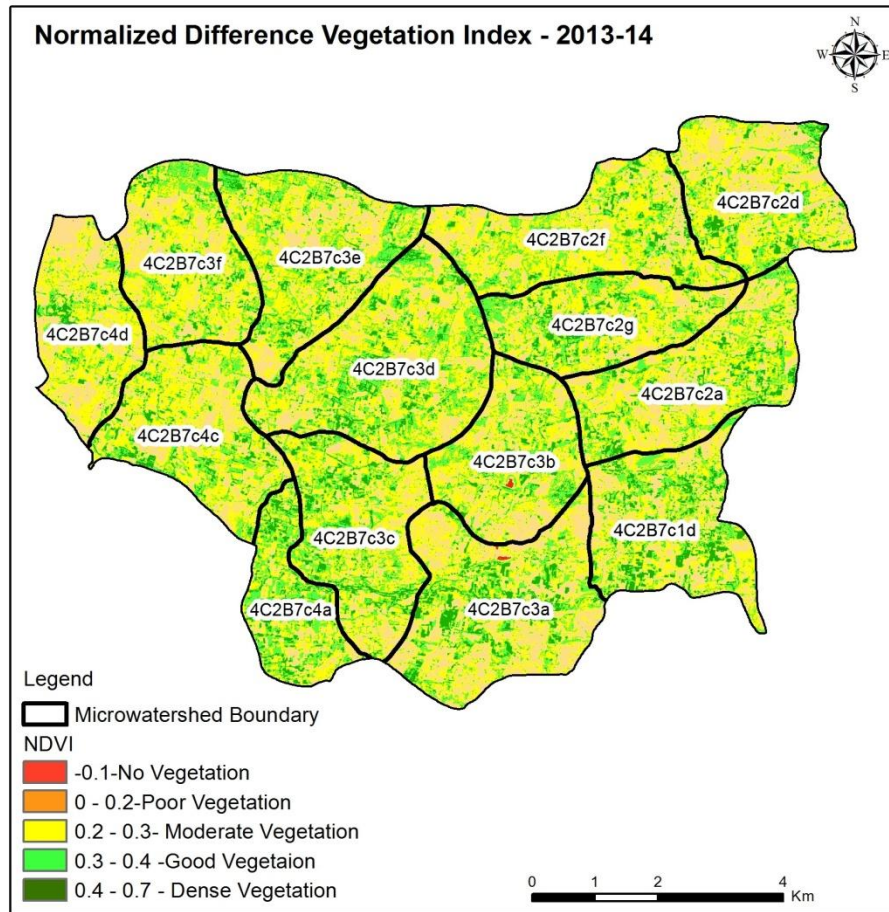 Normalized Difference Vegetation Index - 2013-14
N
W E
S
4C2B7c2d
4C2B7c2f
4C2B7c3e
4C2B7c3f
4C2B7c2g
4C2B7c4d
4C2B7c3d
4C2B7c2a
4C2B7c4c
4C2B7c3b
4C2B7c1d
4C2B7c3c
4C2B7c4a
4C2B7c3a
Legend
Microwatershed Boundary
NDVI
-0.1-No Vegetation
0 - 0.2-Poor Vegetation
0.2 - 0.3- Moderate Vegetation
0.3 - 0.4 -Good Vegetaion
0.4 - 0.7 - Dense Vegetation
0 1 2 4
Km